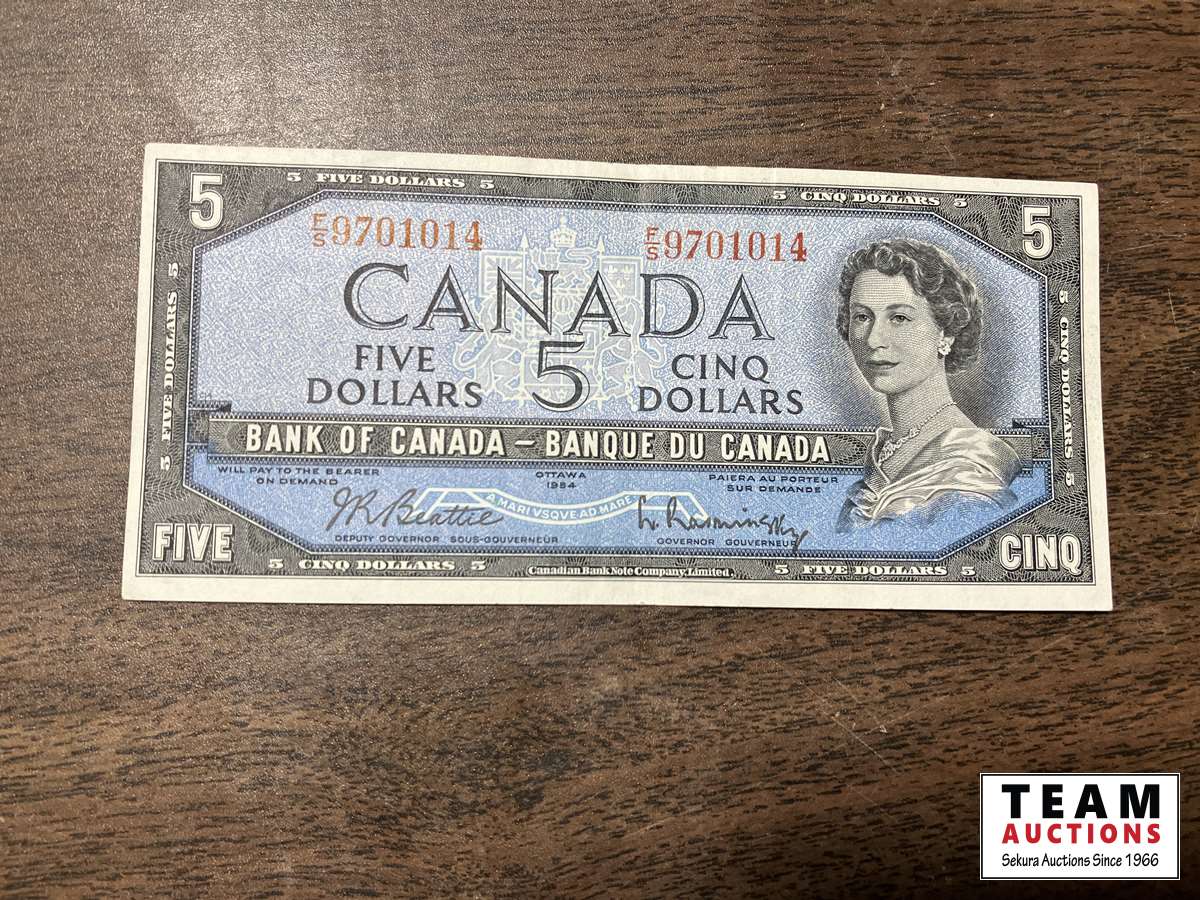 5 FIVE DOLLARS 5
5 CINQ DOLLARS 5
5
5
F/S 9701014
F/S 9701014
CANADA
FIVE DOLLARS
5
CINQ DOLLARS
5 FIVE DOLLARS 5
5 CINQ DOLLARS 5
BANK OF CANADA – BANQUE DU CANADA
WILL PAY TO THE BEARER
ON DEMAND
OTTAWA
1954
PAIERA AU PORTEUR
SUR DEMANDE
A MARI VSQVE AD MARE
JRBeattie
L. Rasminsky
DEPUTY GOVERNOR SOUS-GOUVERNEUR
GOVERNOR GOUVERNEUR
FIVE
CINQ
5 CINQ DOLLARS 5
Canadian Bank Note Company, Limited.
5 FIVE DOLLARS 5
TEAM
AUCTIONS
Sekura Auctions Since 1966